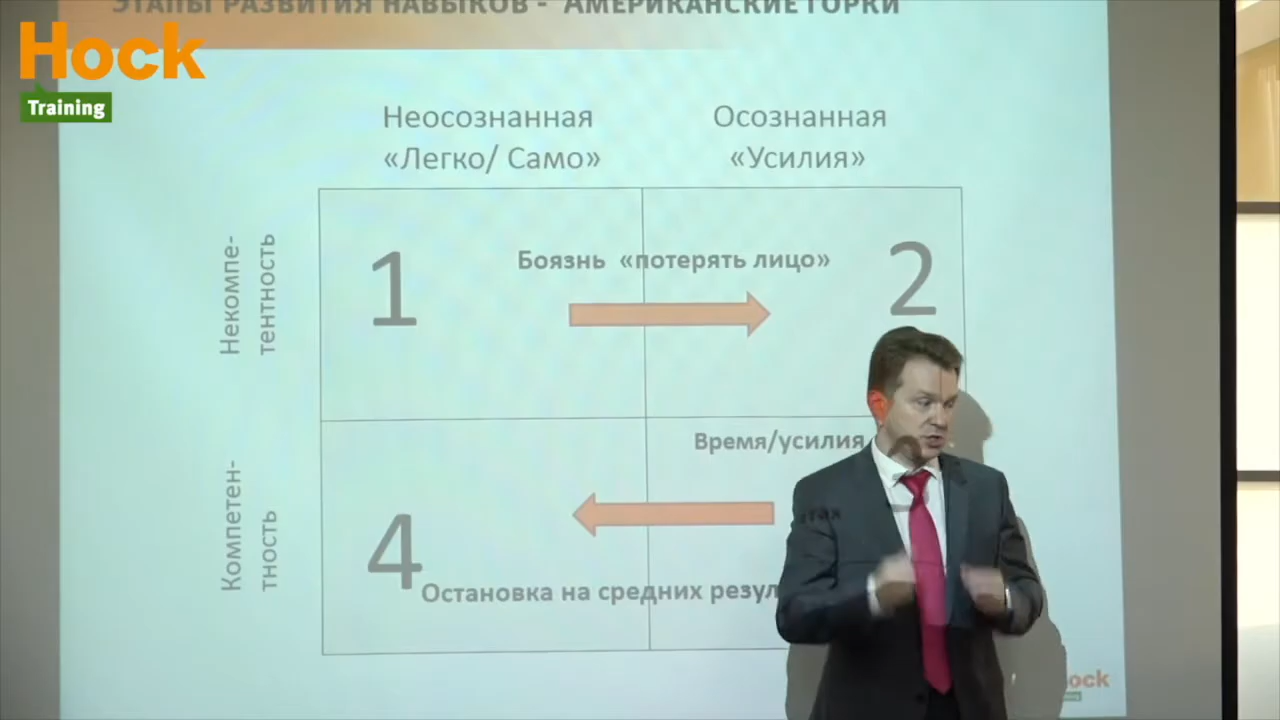 ЭТАПЫ РАЗВИТИЯ НАВЫКОВ - АМЕРИКАНСКИЕ ГОРКИ
Hock
Training
Неосознанная
«Легко/ Само»
Осознанная
«Усилия»
Некомпе-
тентность
1
Боязнь «потерять лицо»
2
Компетен-
тность
Время/усилия
4
Остановка на средних